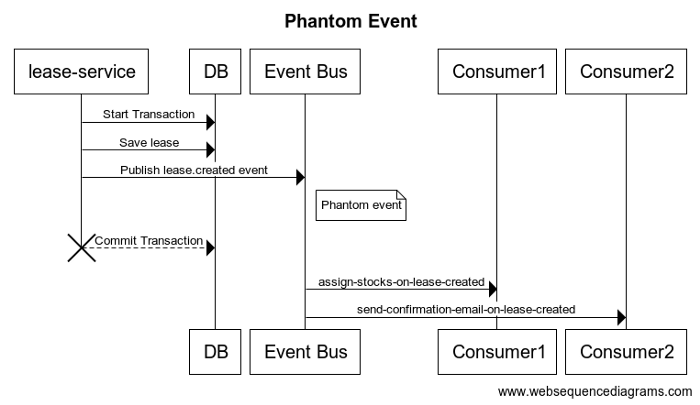 Phantom Event
lease-service
DB
Event Bus
Consumer1
Consumer2
Start Transaction
Save lease
Publish lease.created event
Phantom event
Commit Transaction
assign-stocks-on-lease-created
send-confirmation-email-on-lease-created
DB
Event Bus
Consumer1
Consumer2
www.websequencediagrams.com